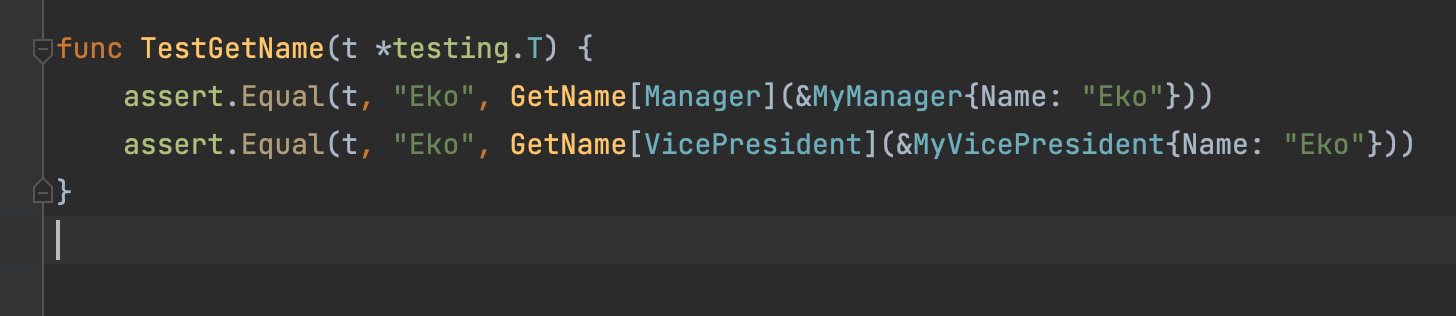 func TestGetName(t *testing.T) {
    assert.Equal(t, "Eko", GetName[Manager](&MyManager{Name: "Eko"}))
    assert.Equal(t, "Eko", GetName[VicePresident](&MyVicePresident{Name: "Eko"}))
}